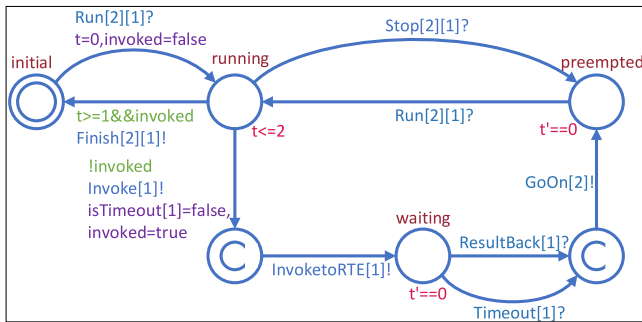 Run[2][1]?
t=0,invoked=false
Stop[2][1]?
initial
running
preempted
t>=1&&invoked
Finish[2][1]!
t<=2
Run[2][1]?
t'==0
!invoked
Invoke[1]!
isTimeout[1]=false,
invoked=true
GoOn[2]!
waiting
C
InvoketoRTE[1]!
t'==0
ResultBack[1]?
C
Timeout[1]?